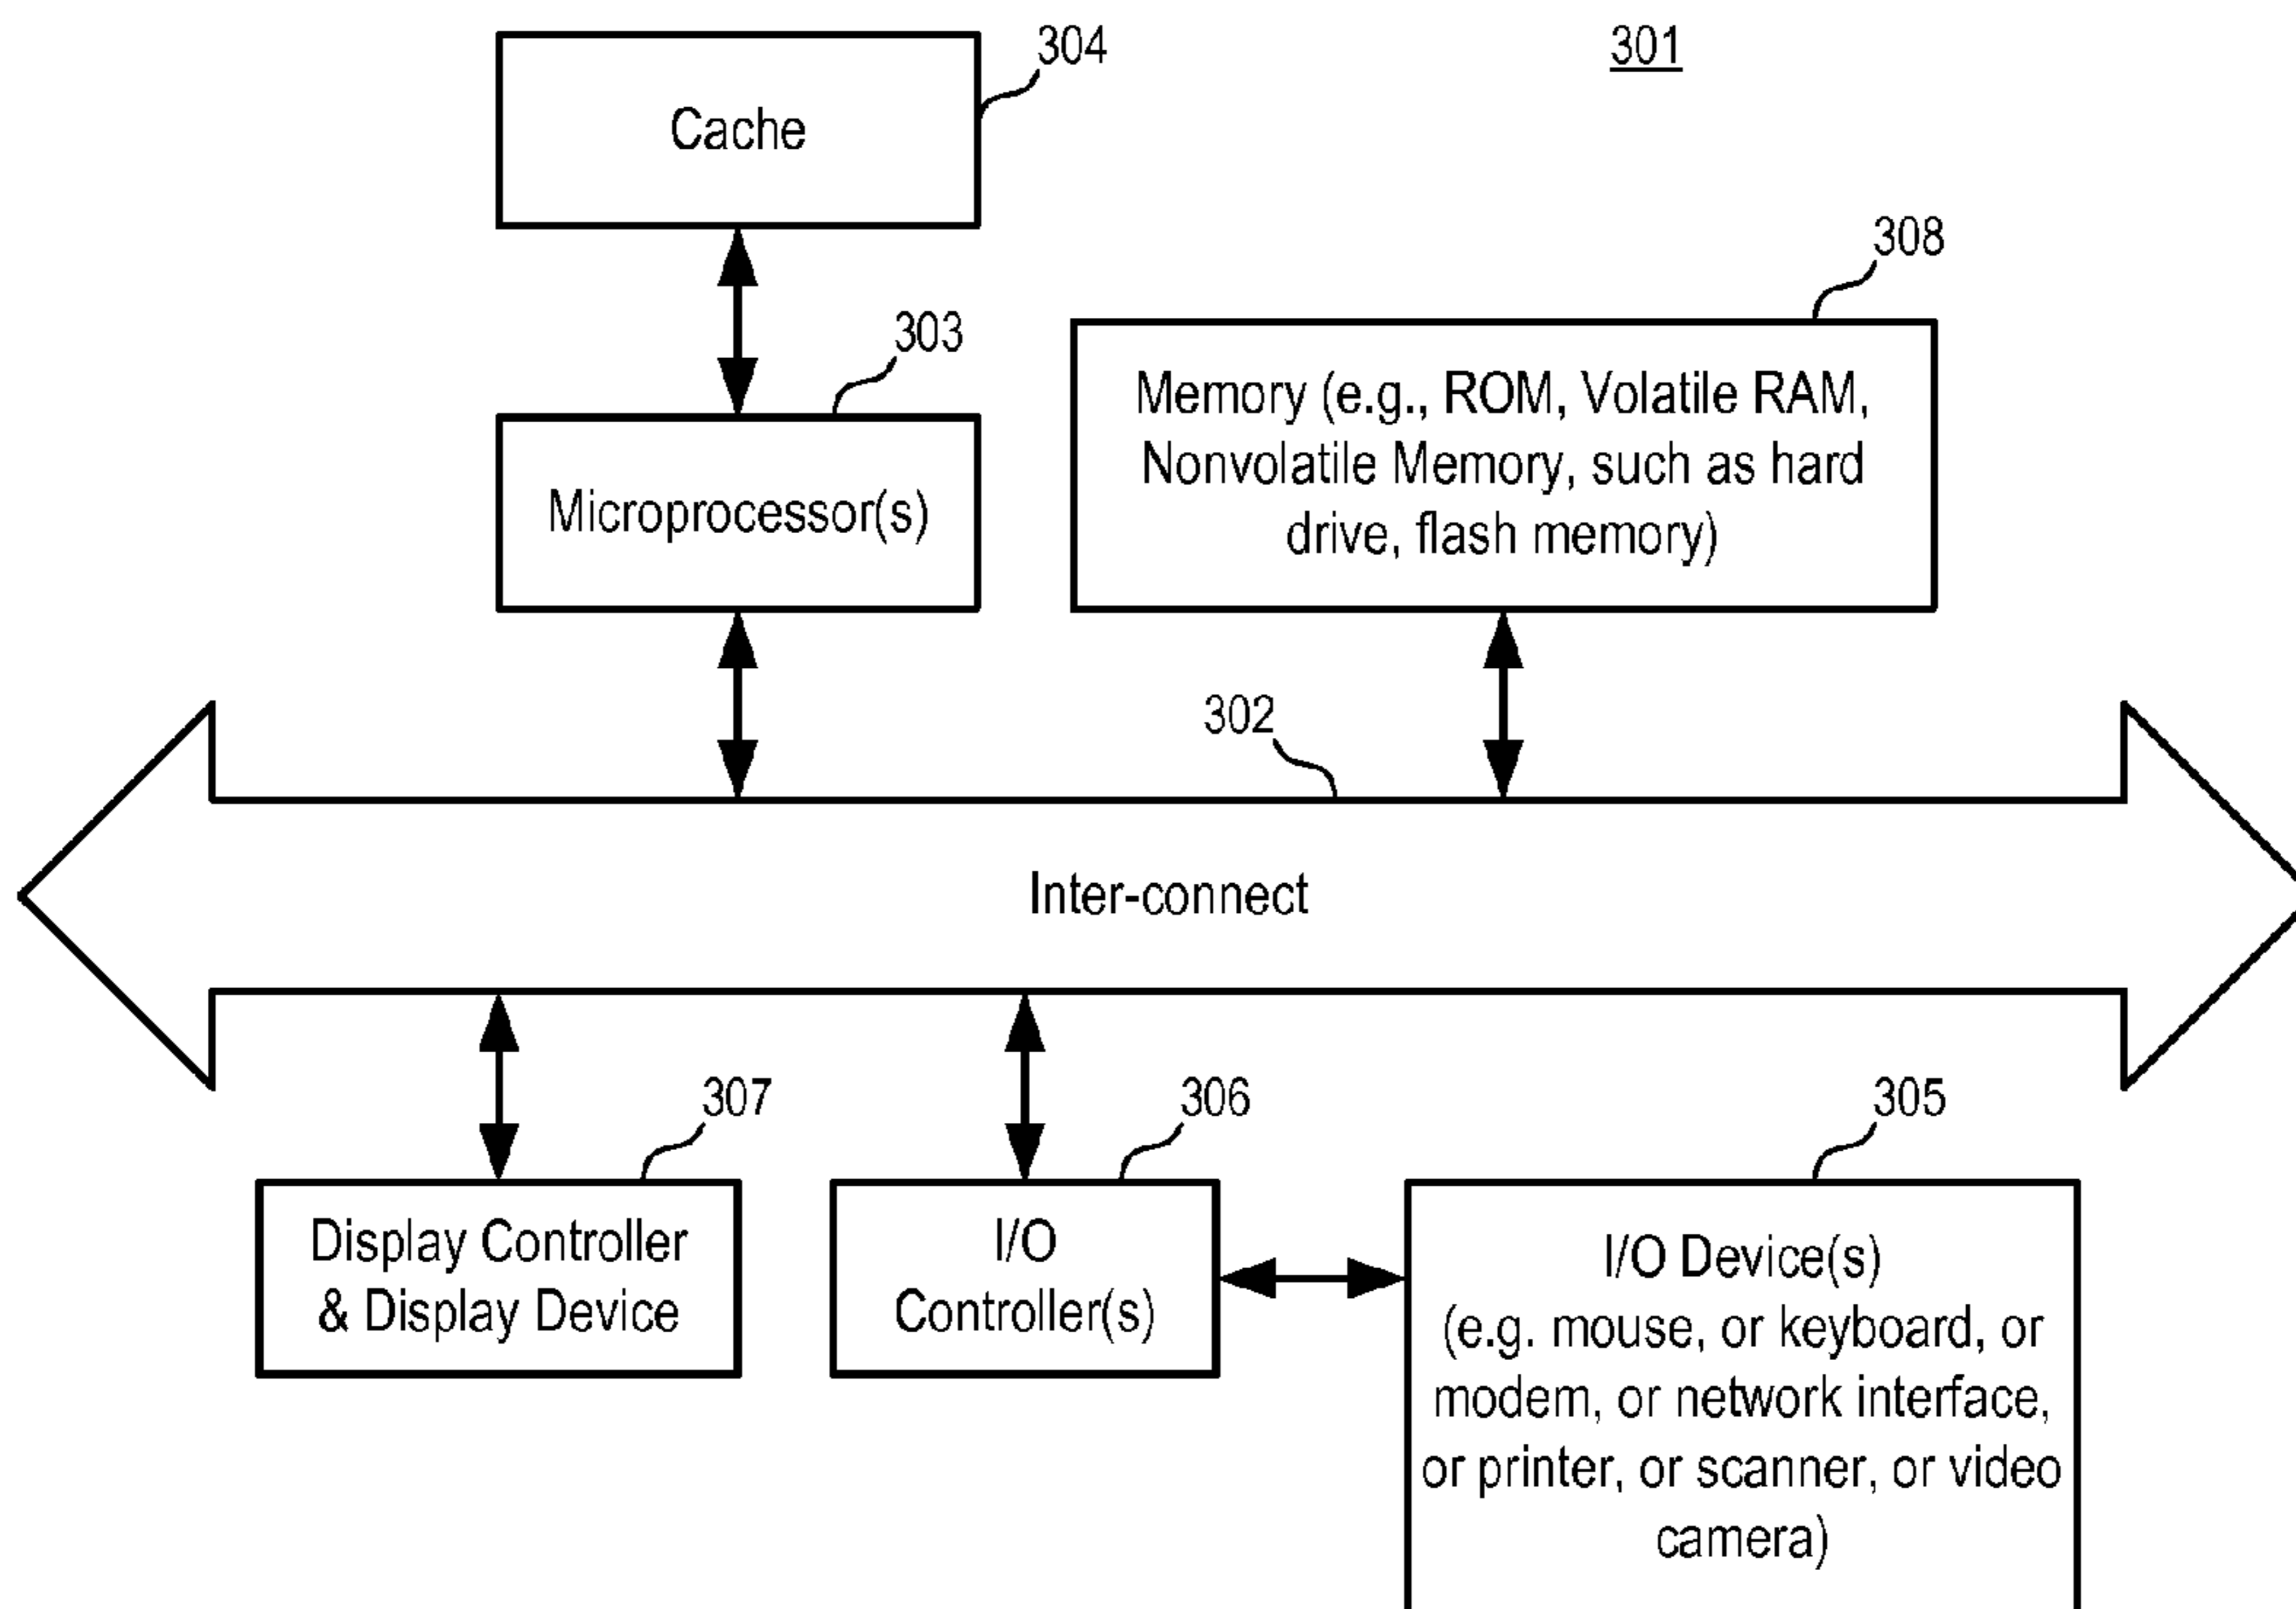 304
301
Cache
308
303
Memory (e.g., ROM, Volatile RAM,
Nonvolatile Memory, such as hard
drive, flash memory)
Microprocessor(s)
302
Inter-connect
307
306
305
Display Controller
& Display Device
I/O
Controller(s)
I/O Device(s)
(e.g. mouse, or keyboard, or
modem, or network interface,
or printer, or scanner, or video
camera)